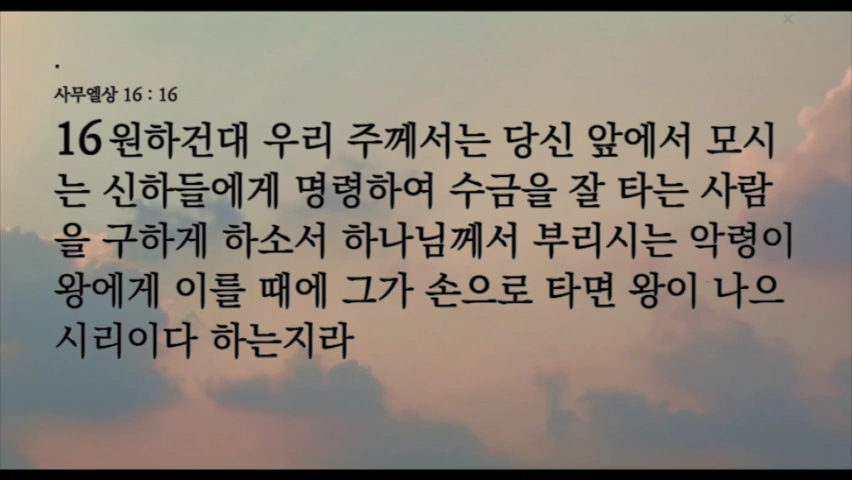 .
사무엘상 16 : 16
16 원하건대 우리 주께서는 당신 앞에서 모시
는 신하들에게 명령하여 수금을 잘 타는 사람
을 구하게 하소서 하나님께서 부리시는 악령이
왕에게 이를 때에 그가 손으로 타면 왕이 나으
시리이다 하는지라